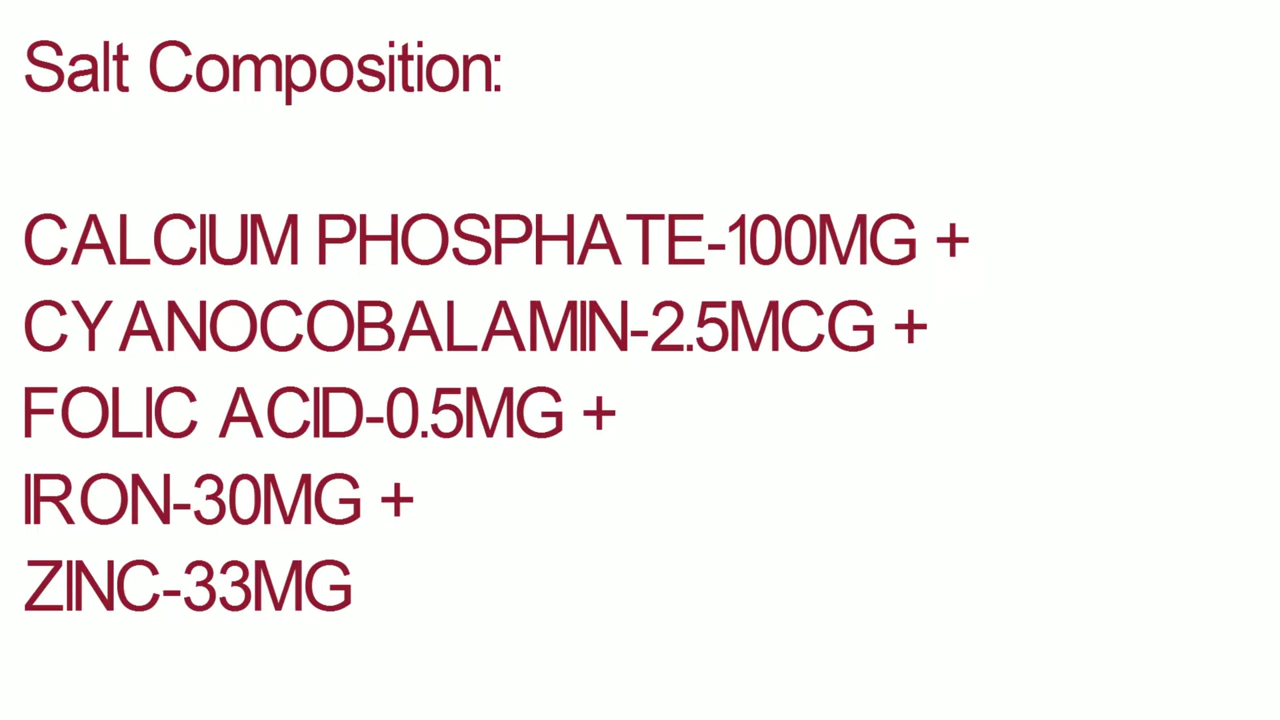 Salt Composition:
CALCIUM PHOSPHATE-100MG +
CYANOCOBALAMIN-2.5MCG +
FOLIC ACID-0.5MG +
IRON-30MG +
ZINC-33MG